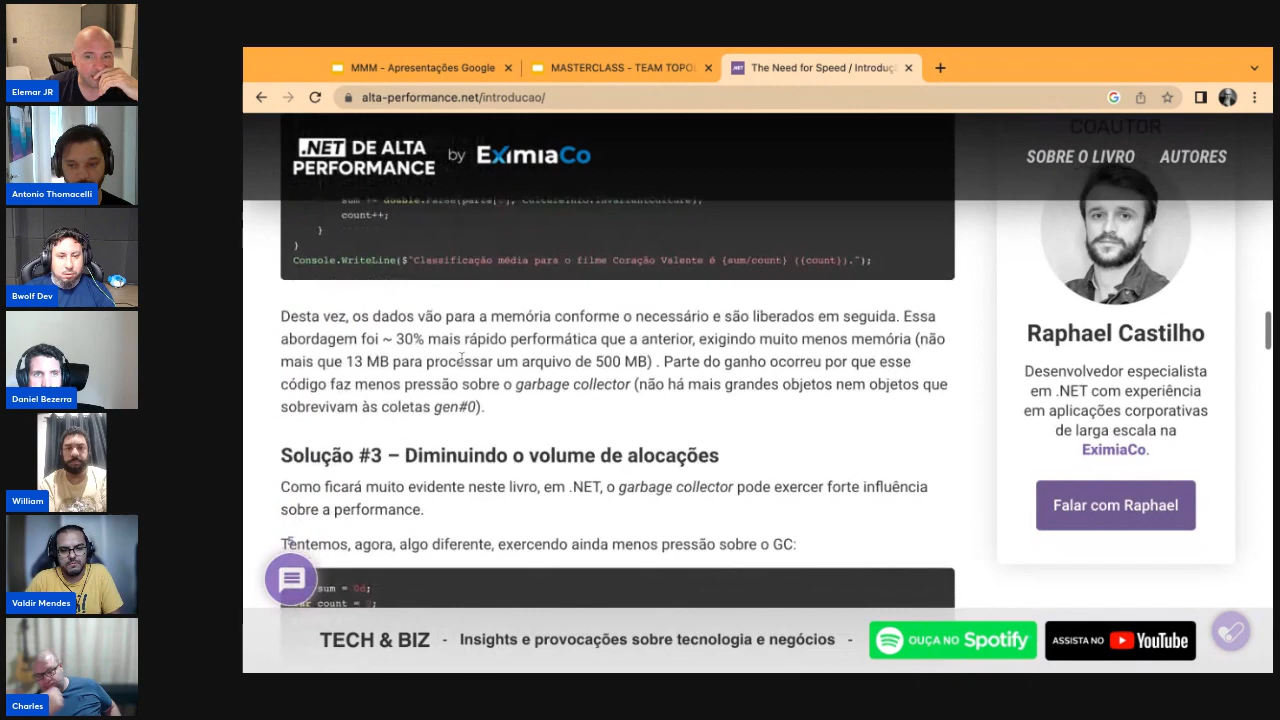 Elemar JR
Antonio Thomacelli
Bwolf Dev
Daniel Bezerra
William
Valdir Mendes
Charles
MMM - Apresentações Google
MASTERCLASS - TEAM TOPO
The Need for Speed / Introduç
alta-performance.net/introducao/
.NET DE ALTA
PERFORMANCE
by EximiaCo
SOBRE O LIVRO AUTORES
COAUTOR
count++;
}
}
Console.WriteLine($"Classificação média para o filme Coração Valente é {sum/count} ({count}).");
Desta vez, os dados vão para a memória conforme o necessário e são liberados em seguida. Essa
abordagem foi ~ 30% mais rápido performática que a anterior, exigindo muito menos memória (não
mais que 13 MB para processar um arquivo de 500 MB) . Parte do ganho ocorreu por que esse
código faz menos pressão sobre o garbage collector (não há mais grandes objetos nem objetos que
sobrevivam às coletas gen#0).
Solução #3 – Diminuindo o volume de alocações
Como ficará muito evidente neste livro, em .NET, o garbage collector pode exercer forte influência
sobre a performance.
Tentemos, agora, algo diferente, exercendo ainda menos pressão sobre o GC:
sum = 0d;
count = 0;
Raphael Castilho
Desenvolvedor especialista
em .NET com experiência
em aplicações corporativas
de larga escala na
EximiaCo.
Falar com Raphael
TECH & BIZ - Insights e provocações sobre tecnologia e negócios -
OUÇA NO Spotify
ASSISTA NO YouTube